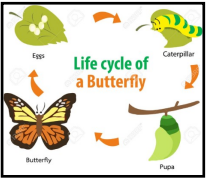 Eggs
Caterpillar
Life cycle of
a Butterfly
Butterfly
Pupa